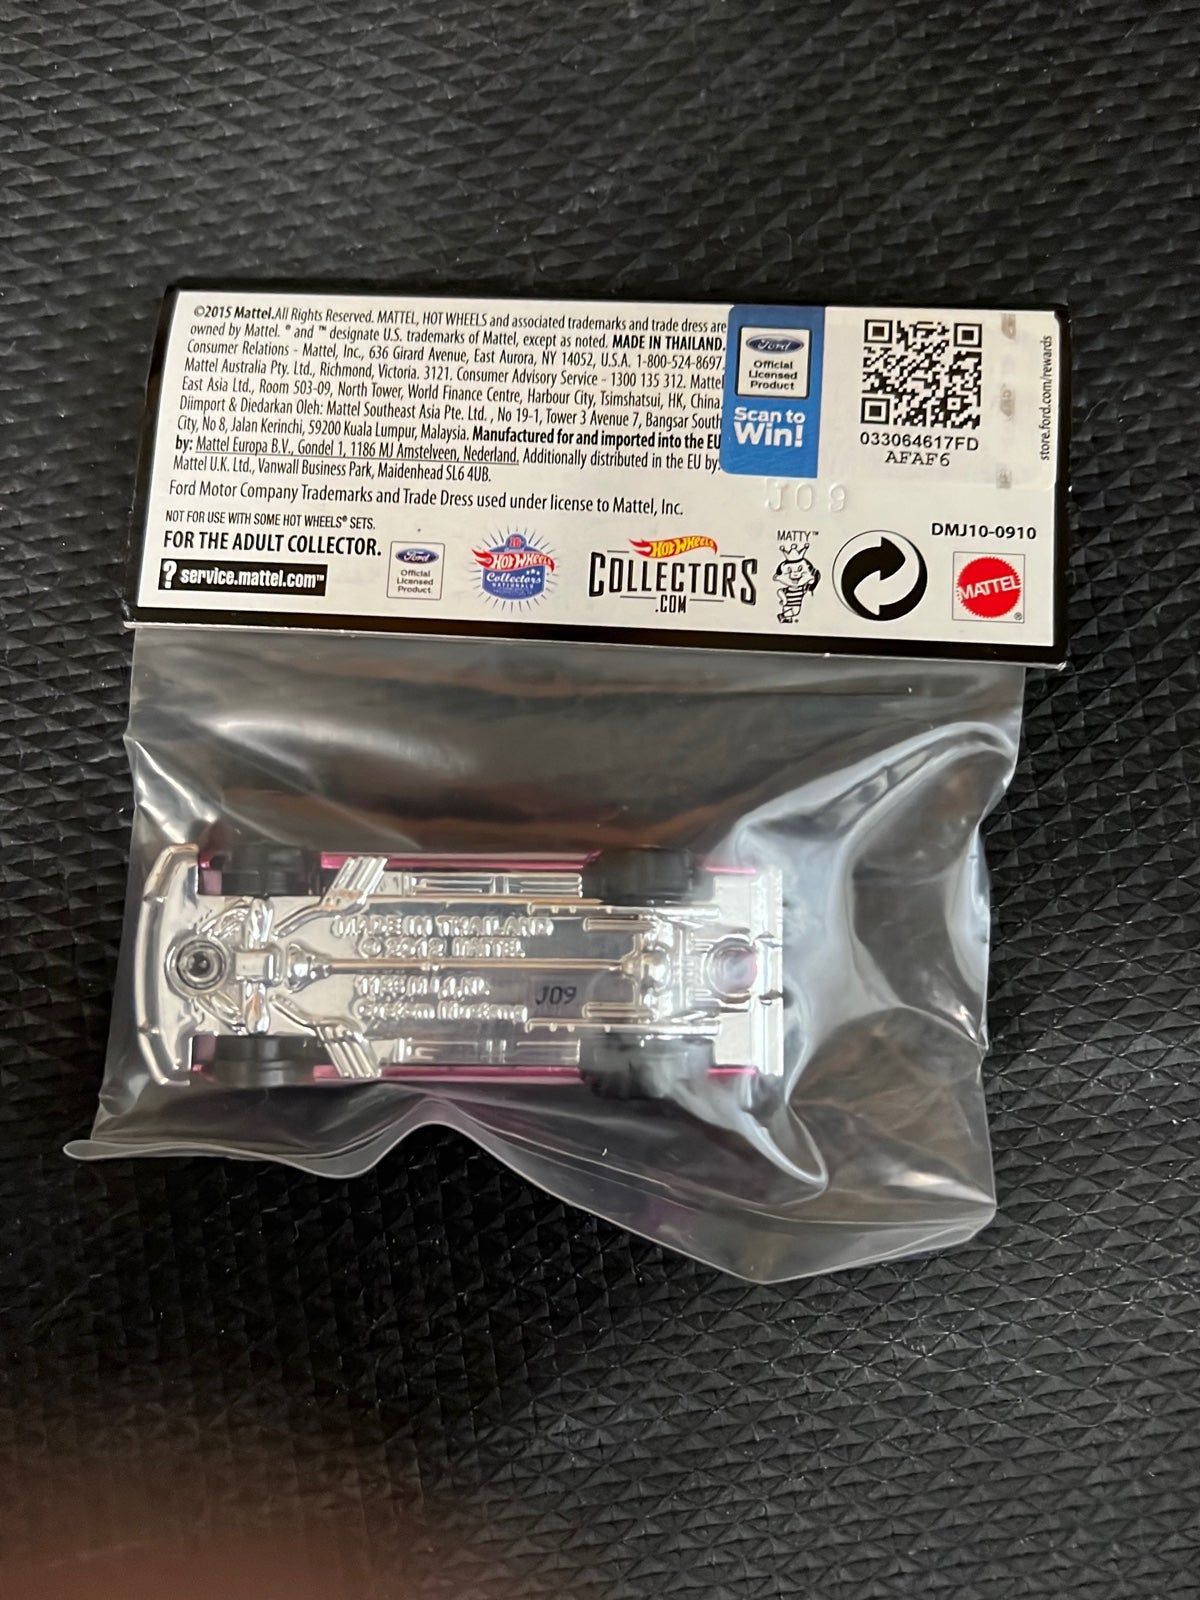 ©2015 Mattel.All Rights Reserved. MATTEL, HOT WHEELS and associated trademarks and trade dress are
owned by Mattel. ® and ™ designate U.S. trademarks of Mattel, except as noted. MADE IN THAILAND.
Consumer Relations - Mattel, Inc., 636 Girard Avenue, East Aurora, NY 14052, U.S.A. 1-800-524-8697.
Mattel Australia Pty. Ltd., Richmond, Victoria. 3121. Consumer Advisory Service - 1300 135 312. Mattel
East Asia Ltd., Room 503-09, North Tower, World Finance Centre, Harbour City, Tsimshatsui, HK, China.
Diimport & Diedarkan Oleh: Mattel Southeast Asia Pte. Ltd. , No 19-1, Tower 3 Avenue 7, Bangsar South
City, No 8, Jalan Kerinchi, 59200 Kuala Lumpur, Malaysia. Manufactured for and imported into the EU
by: Mattel Europa B.V., Gondel 1, 1186 MJ Amstelveen, Nederland. Additionally distributed in the EU by:
Mattel U.K. Ltd., Vanwall Business Park, Maidenhead SL6 4UB.
Ford Motor Company Trademarks and Trade Dress used under license to Mattel, Inc.
NOT FOR USE WITH SOME HOT WHEELS® SETS.
FOR THE ADULT COLLECTOR.
? service.mattel.com™
Ford
Official
Licensed
Product
Scan to
Win!
033064617FD
AFAF6
store.ford.com/rewards
J09
DMJ10-0910
Ford
Official
Licensed
Product
HOT WHEELS
Collectors
NATIONALS
HOT WHEELS
COLLECTORS
.COM
MATTY™
MATTEL
®
MADE IN THAILAND
© 2012 MATTEL
J09
Custom Mustang